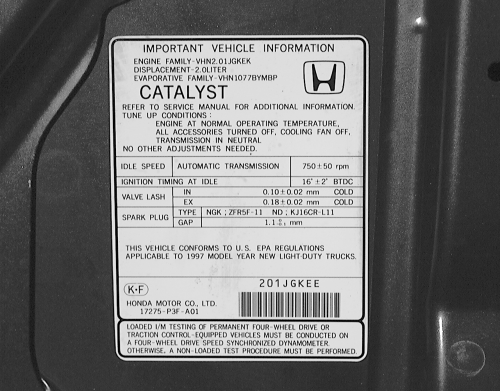 IMPORTANT VEHICLE INFORMATION
ENGINE FAMILY-VHN2.01JGKEK
DISPLACEMENT-2.0LITER
EVAPORATIVE FAMILY-VHN1077BYMBP
HONDA
CATALYST
REFER TO SERVICE MANUAL FOR ADDITIONAL INFORMATION.
TUNE UP CONDITIONS :
ENGINE AT NORMAL OPERATING TEMPERATURE,
ALL ACCESSORIES TURNED OFF, COOLING FAN OFF,
TRANSMISSION IN NEUTRAL
NO OTHER ADJUSTMENTS NEEDED.
IDLE SPEED AUTOMATIC TRANSMISSION 750±50 rpm
IGNITION TIMING AT IDLE 16°±2° BTDC
VALVE LASH IN 0.10±0.02 mm COLD
EX 0.18±0.02 mm COLD
SPARK PLUG TYPE NGK ; ZFR5F-11 ND ; KJ16CR-L11
GAP 1.1 mm
THIS VEHICLE CONFORMS TO U.S. EPA REGULATIONS
APPLICABLE TO 1997 MODEL YEAR NEW LIGHT-DUTY TRUCKS.
201JGKEE
K-F
HONDA MOTOR CO., LTD.
17275-P3F-A01
LOADED I/M TESTING OF PERMANENT FOUR-WHEEL DRIVE OR
TRACTION CONTROL-EQUIPPED VEHICLES MUST BE CONDUCTED ON
A FOUR-WHEEL DRIVE SPEED SYNCHRONIZED DYNAMOMETER.
OTHERWISE, A NON-LOADED TEST PROCEDURE MUST BE PERFORMED.